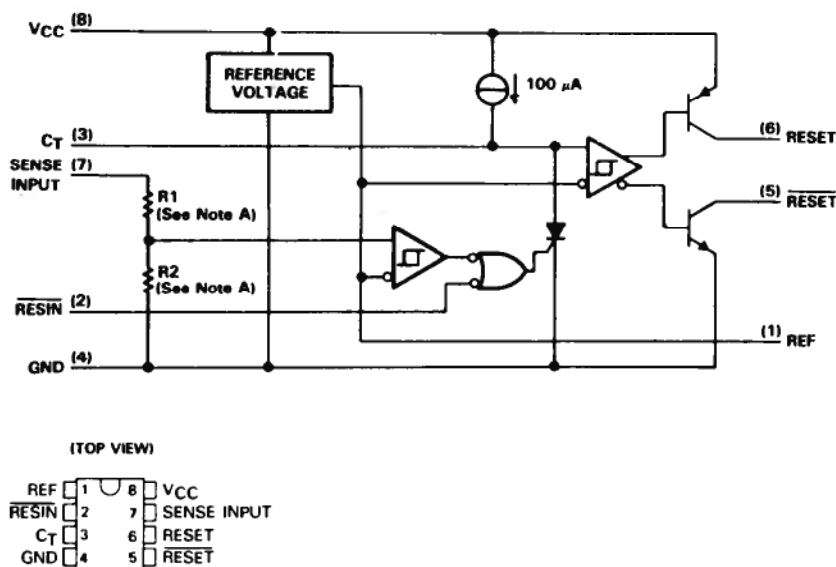 VCC (8)
REFERENCE
VOLTAGE
100 μA
CT (3)
SENSE (7)
INPUT
R1
(See Note A)
R2
(See Note A)
RESIN (2)
GND (4)
(6) RESET
(5) RESET
(1) REF
(TOP VIEW)
REF 1 8 VCC
RESIN 2 7 SENSE INPUT
CT 3 6 RESET
GND 4 5 RESET